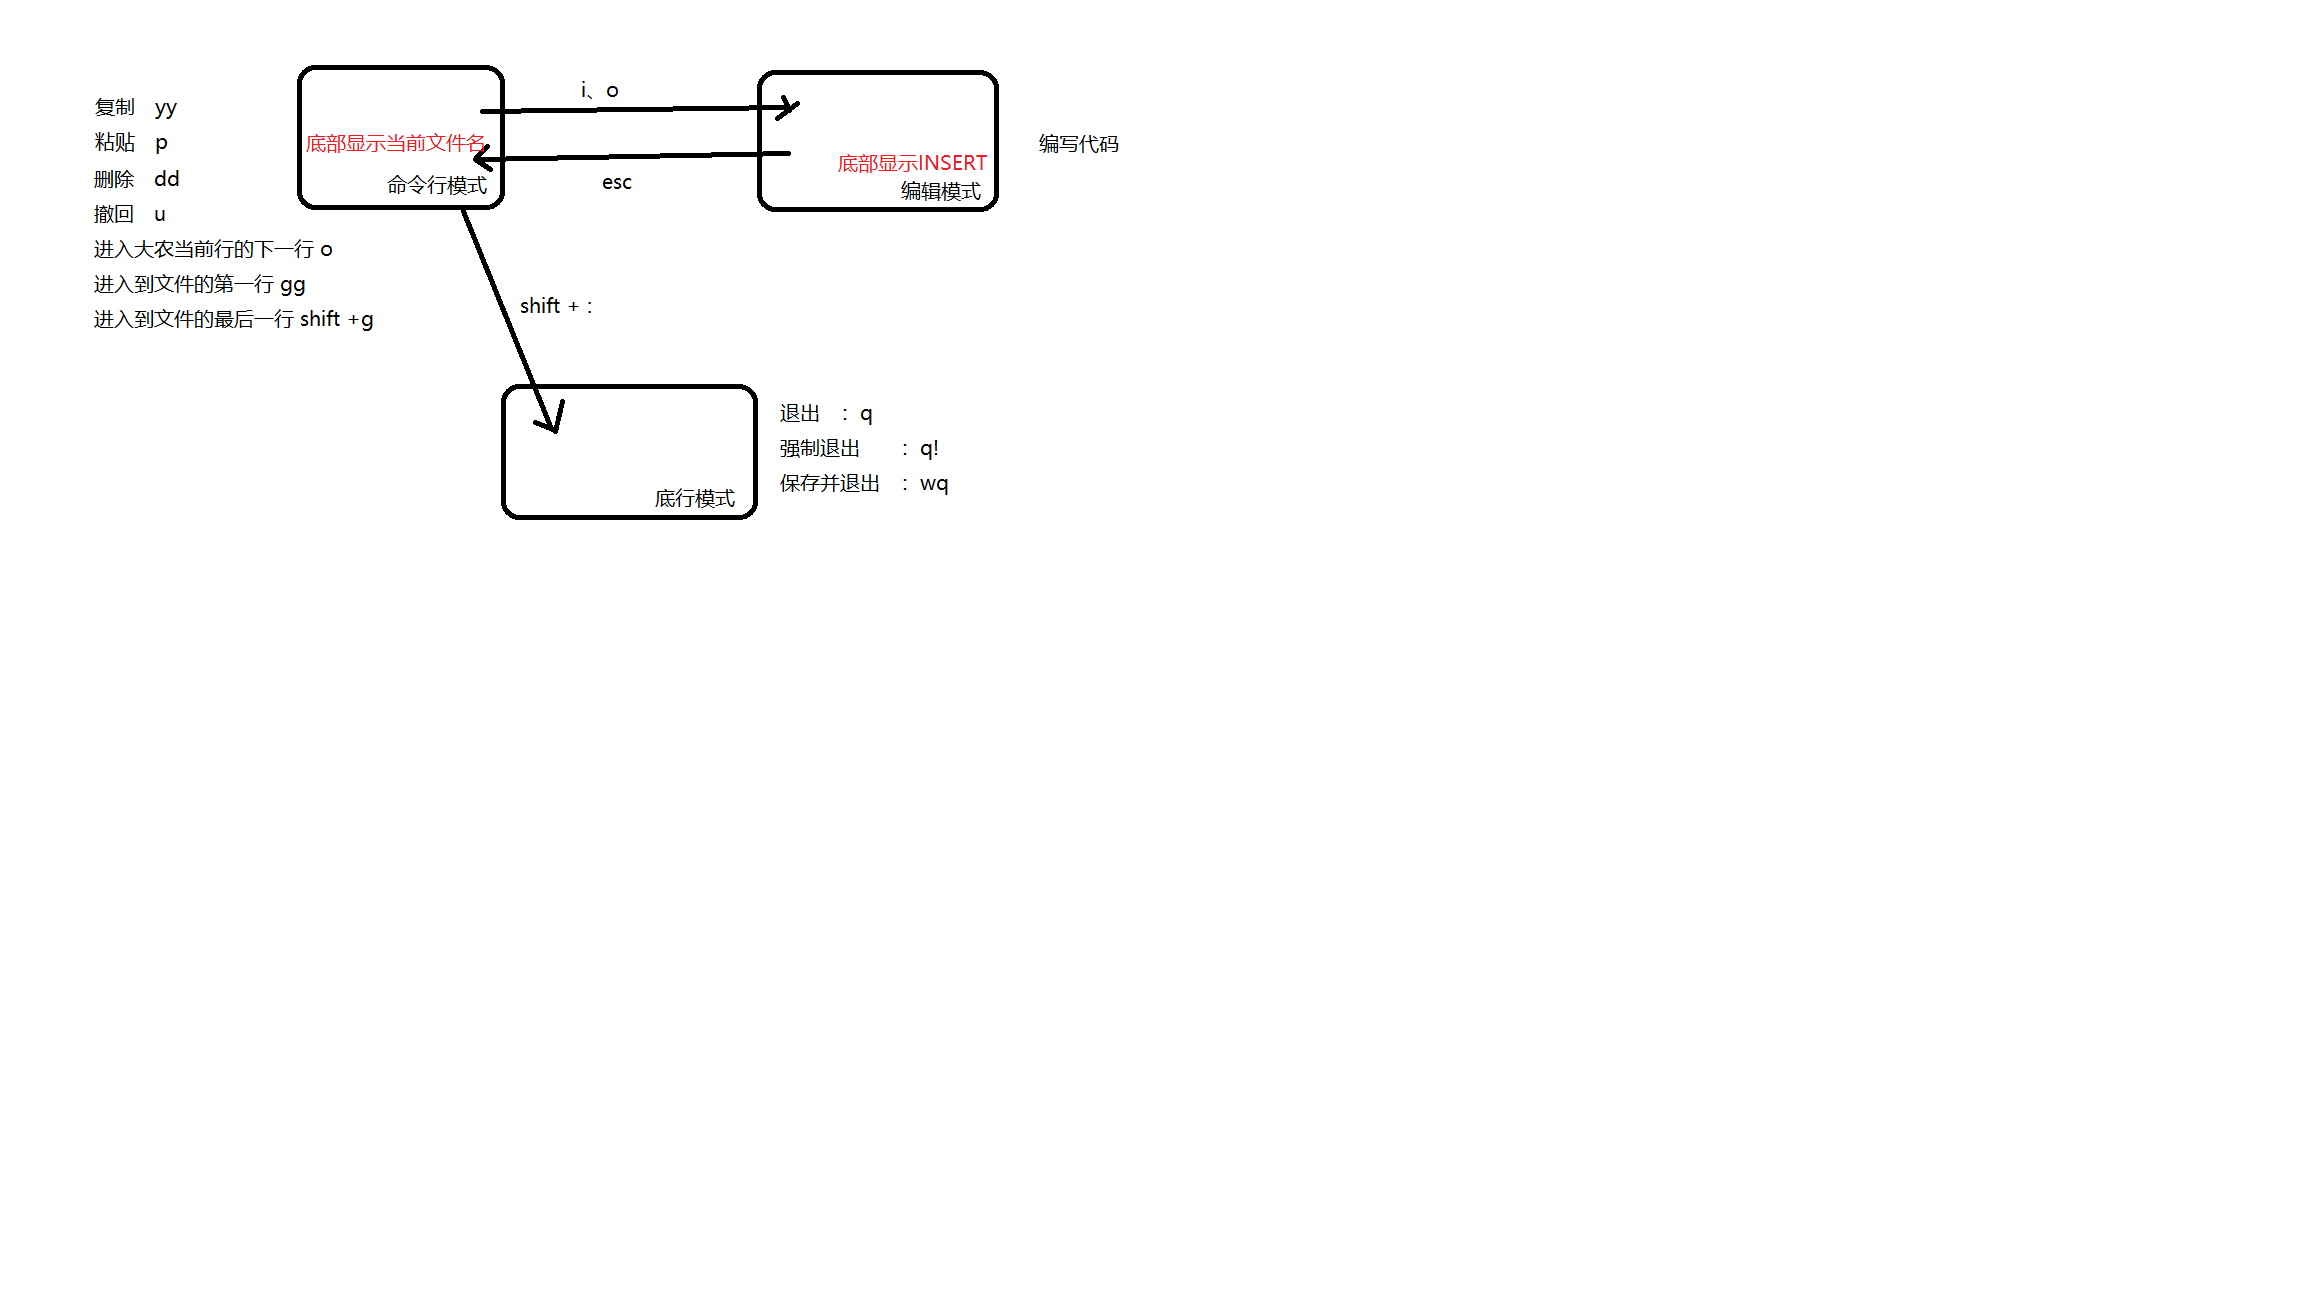 复制 yy
粘贴 p
删除 dd
撤回 u
进入大农当前行的下一行 o
进入到文件的第一行 gg
进入到文件的最后一行 shift +g
底部显示当前文件名
命令行模式
i、o
esc
底部显示INSERT
编辑模式
编写代码
shift + :
底行模式
退出 : q
强制退出 : q!
保存并退出 : wq